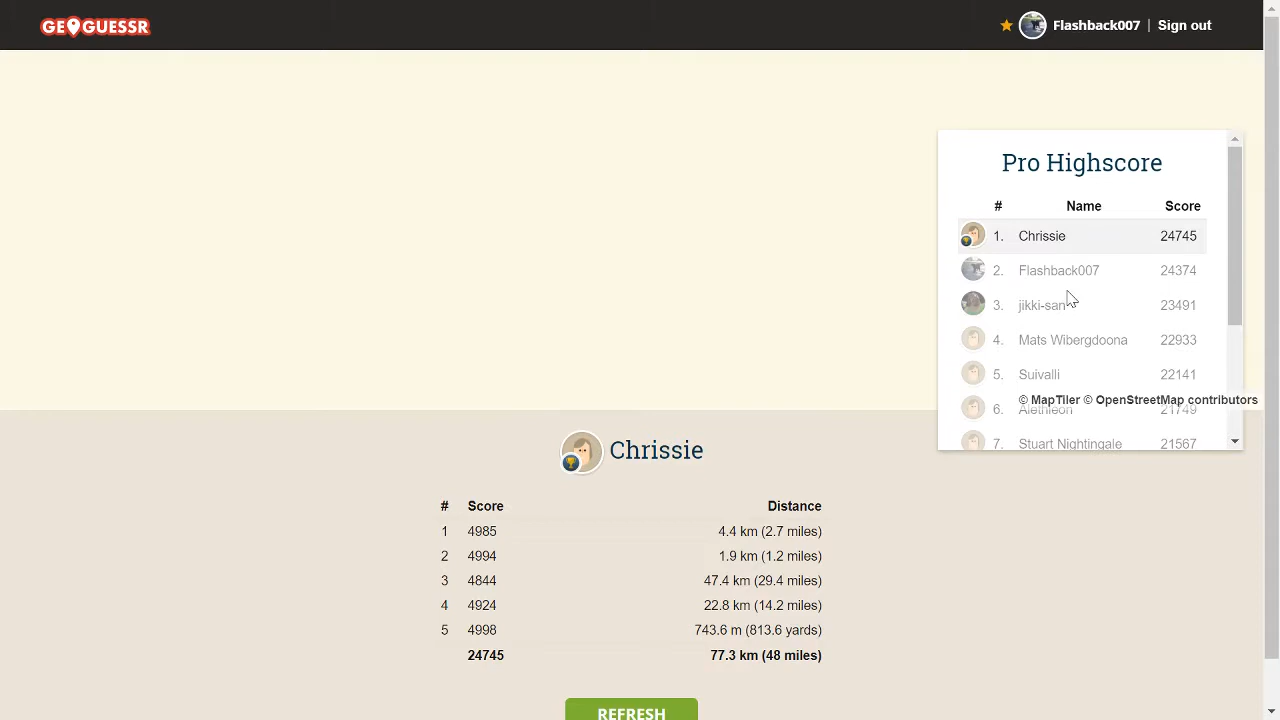 GEOGUESSR
Flashback007 | Sign out
Pro Highscore
# Name Score
1. Chrissie 24745
2. Flashback007 24374
3. jikki-san 23491
4. Mats Wibergdoona 22933
5. Suivalli 22141
6. Alethleon 21749
© MapTiler © OpenStreetMap contributors
7. Stuart Nightingale 21567
Chrissie
# Score Distance
1 4985 4.4 km (2.7 miles)
2 4994 1.9 km (1.2 miles)
3 4844 47.4 km (29.4 miles)
4 4924 22.8 km (14.2 miles)
5 4998 743.6 m (813.6 yards)
24745 77.3 km (48 miles)
REFRESH